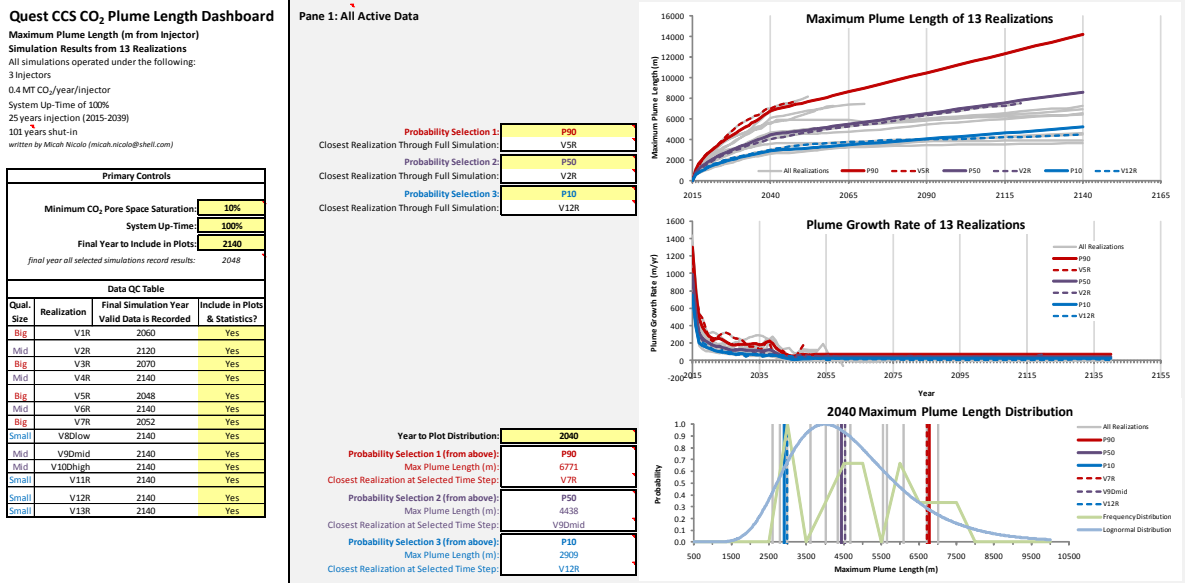 Quest CCS CO2 Plume Length Dashboard
Maximum Plume Length (m from Injector)
Simulation Results from 13 Realizations
All simulations operated under the following:
3 Injectors
0.4 MT CO2/year/injector
System Up-Time of 100%
25 years injection (2015-2039)
101 years shut-in
written by Micah Nicolo (micah.nicolo@shell.com)
Primary Controls
Minimum CO2 Pore Space Saturation: 10%
System Up-Time: 100%
Final Year to Include in Plots: 2140
final year all selected simulations record results: 2048
Data QC Table
Qual. Size Realization Final Simulation Year Valid Data is Recorded Include in Plots & Statistics?
Big V1R 2060 Yes
Mid V2R 2120 Yes
Big V3R 2070 Yes
Mid V4R 2140 Yes
Big V5R 2048 Yes
Mid V6R 2140 Yes
Big V7R 2052 Yes
Small V8Dlow 2140 Yes
Mid V9Dmid 2140 Yes
Mid V10Dhigh 2140 Yes
Small V11R 2140 Yes
Small V12R 2140 Yes
Small V13R 2140 Yes
Pane 1: All Active Data
Probability Selection 1: P90
Closest Realization Through Full Simulation: V5R
Probability Selection 2: P50
Closest Realization Through Full Simulation: V2R
Probability Selection 3: P10
Closest Realization Through Full Simulation: V12R
Year to Plot Distribution: 2040
Probability Selection 1 (from above): P90
Max Plume Length (m): 6771
Closest Realization at Selected Time Step: V7R
Probability Selection 2 (from above): P50
Max Plume Length (m): 4438
Closest Realization at Selected Time Step: V9Dmid
Probability Selection 3 (from above): P10
Max Plume Length (m): 2909
Closest Realization at Selected Time Step: V12R
Maximum Plume Length of 13 Realizations
Maximum Plume Length (m)
16000
14000
12000
10000
8000
6000
4000
2000
0
All Realizations P90 V5R P50 V2R P10 V12R
2015 2040 2065 2090 2115 2140 2165
Plume Growth Rate of 13 Realizations
Plume Growth Rate (m/yr)
1600
1400
1200
1000
800
600
400
200
0
-200
All Realizations
P90
V5R
P50
V2R
P10
V12R
2015 2035 2055 2075 2095 2115 2135 2155
Year
2040 Maximum Plume Length Distribution
Probability
1.0
0.9
0.8
0.7
0.6
0.5
0.4
0.3
0.2
0.1
0.0
All Realizations
P90
P50
P10
V7R
V9Dmid
V12R
Frequency Distribution
Lognormal Distribution
500 1500 2500 3500 4500 5500 6500 7500 8500 9500 10500
Maximum Plume Length (m)